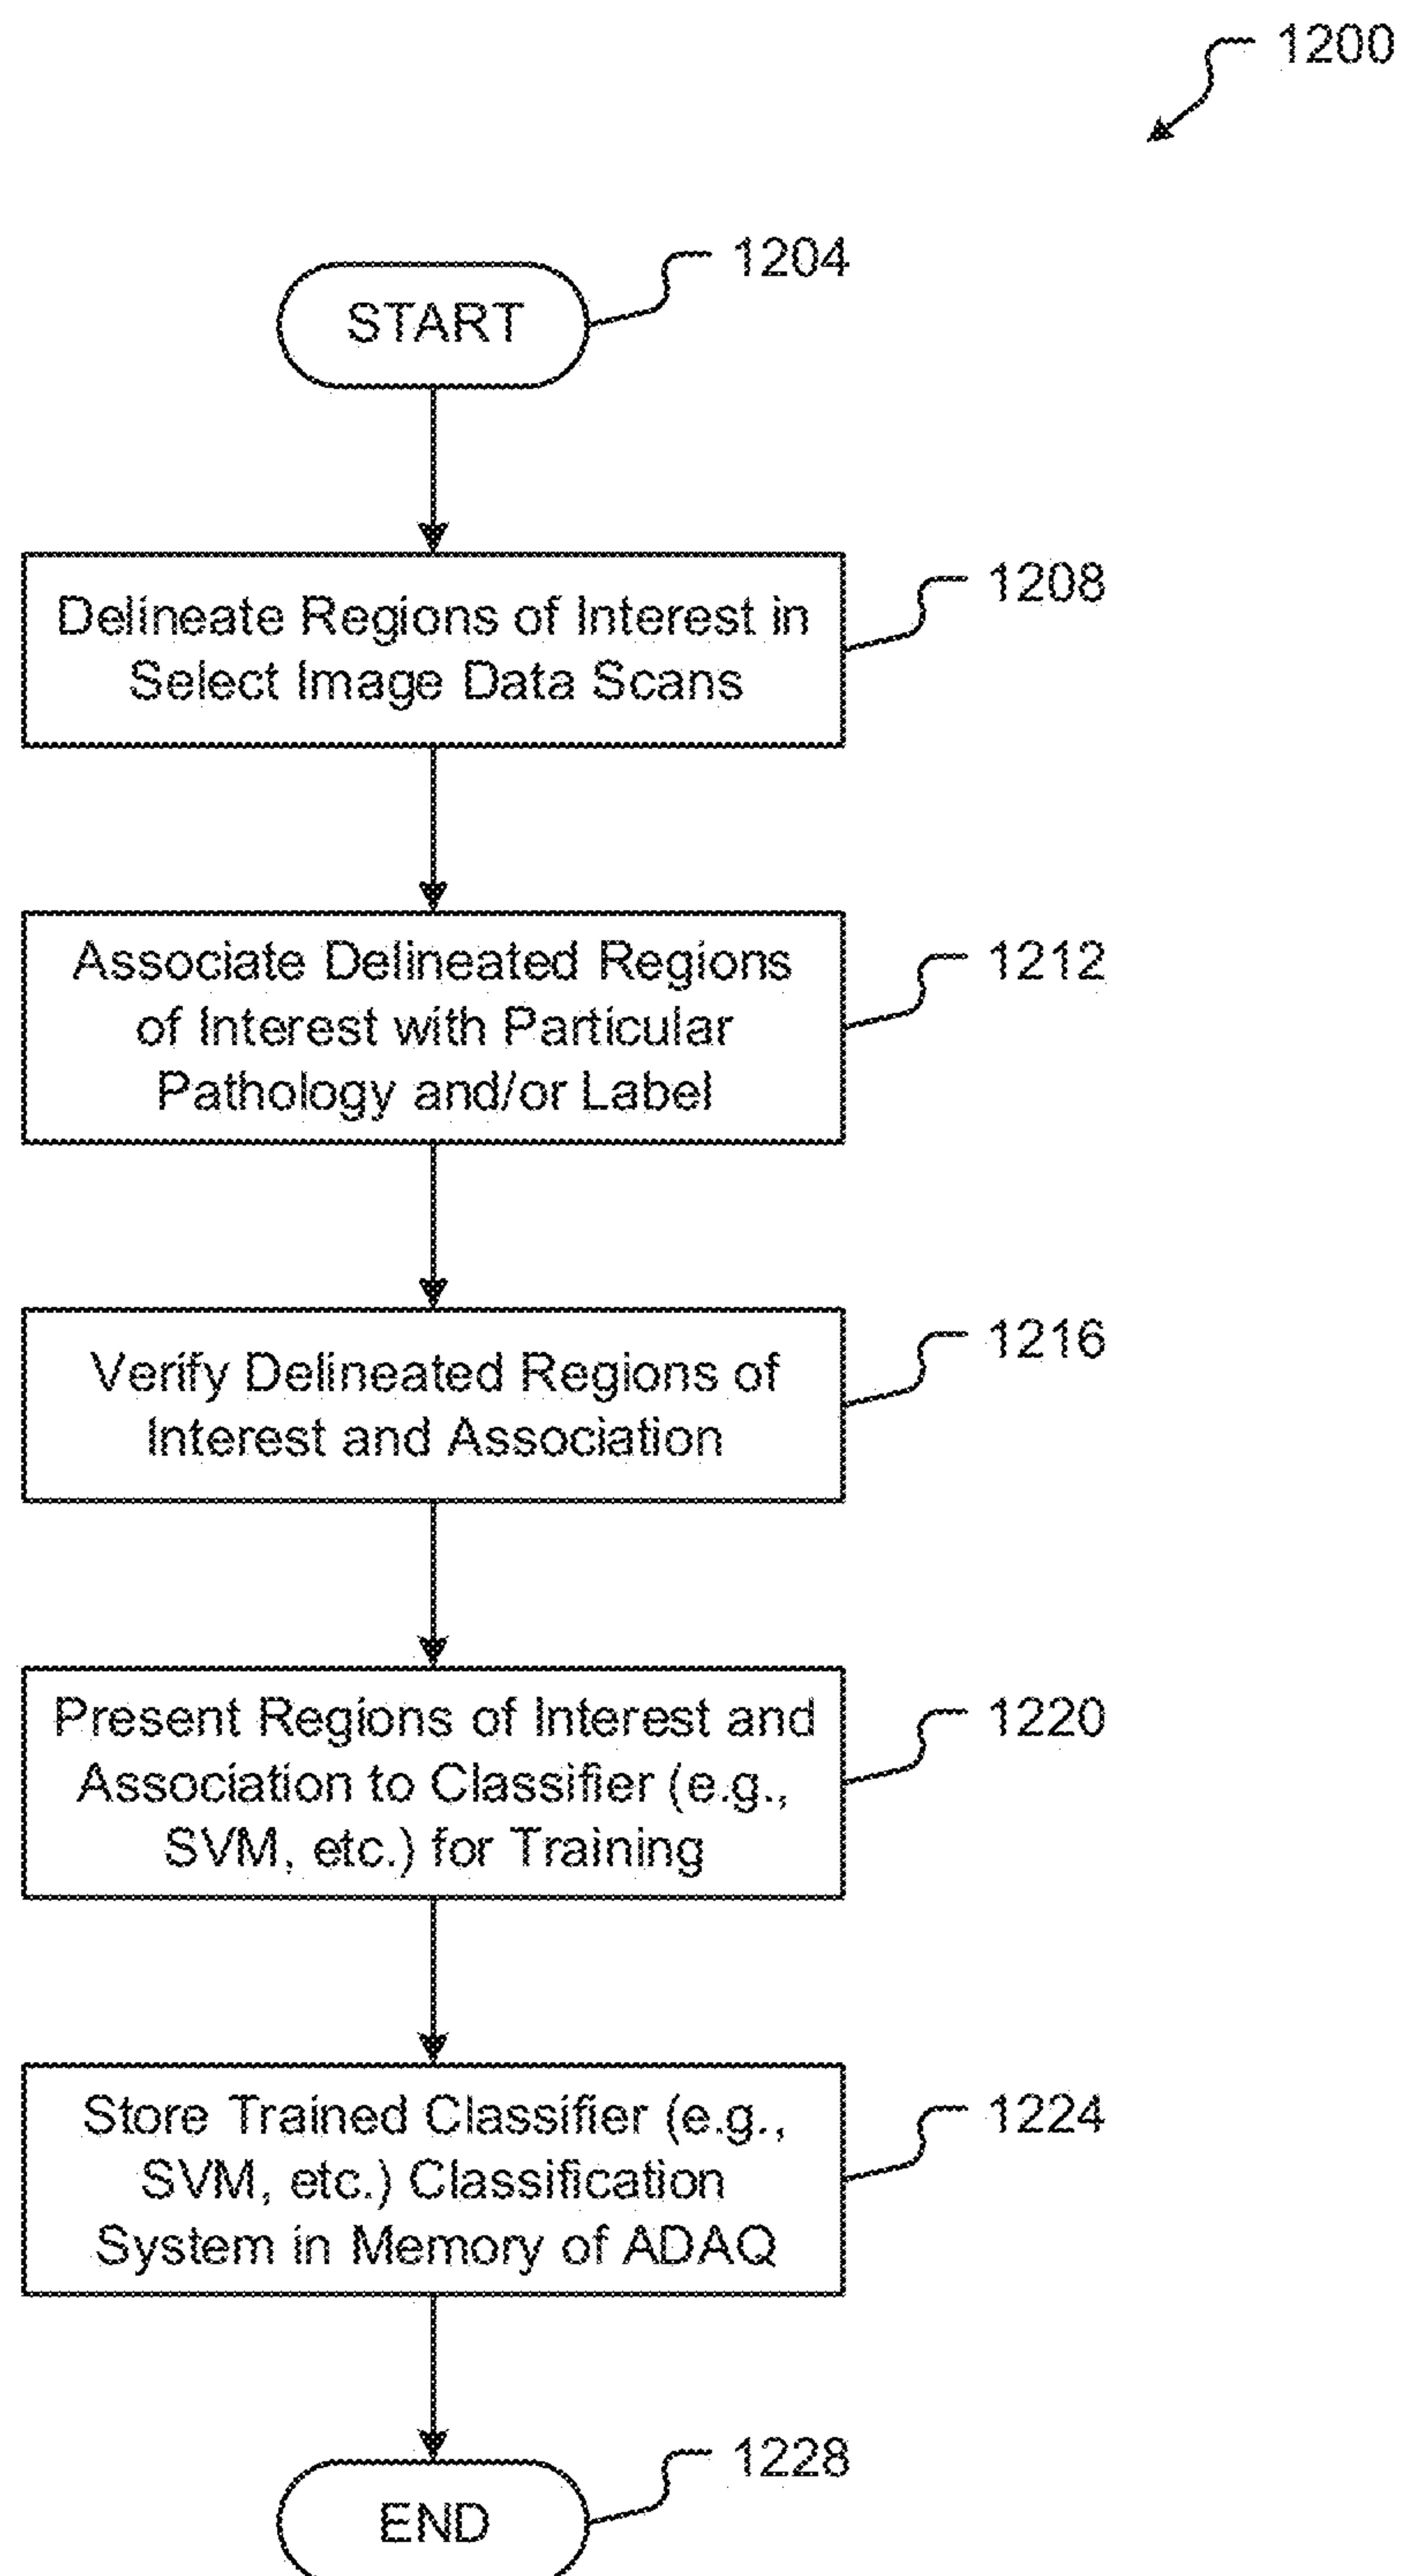 1200
START
1204
Delineate Regions of Interest in
Select Image Data Scans
1208
Associate Delineated Regions
of Interest with Particular
Pathology and/or Label
1212
Verify Delineated Regions of
Interest and Association
1216
Present Regions of Interest and
Association to Classifier (e.g.,
SVM, etc.) for Training
1220
Store Trained Classifier (e.g.,
SVM, etc.) Classification
System in Memory of ADAQ
1224
END
1228